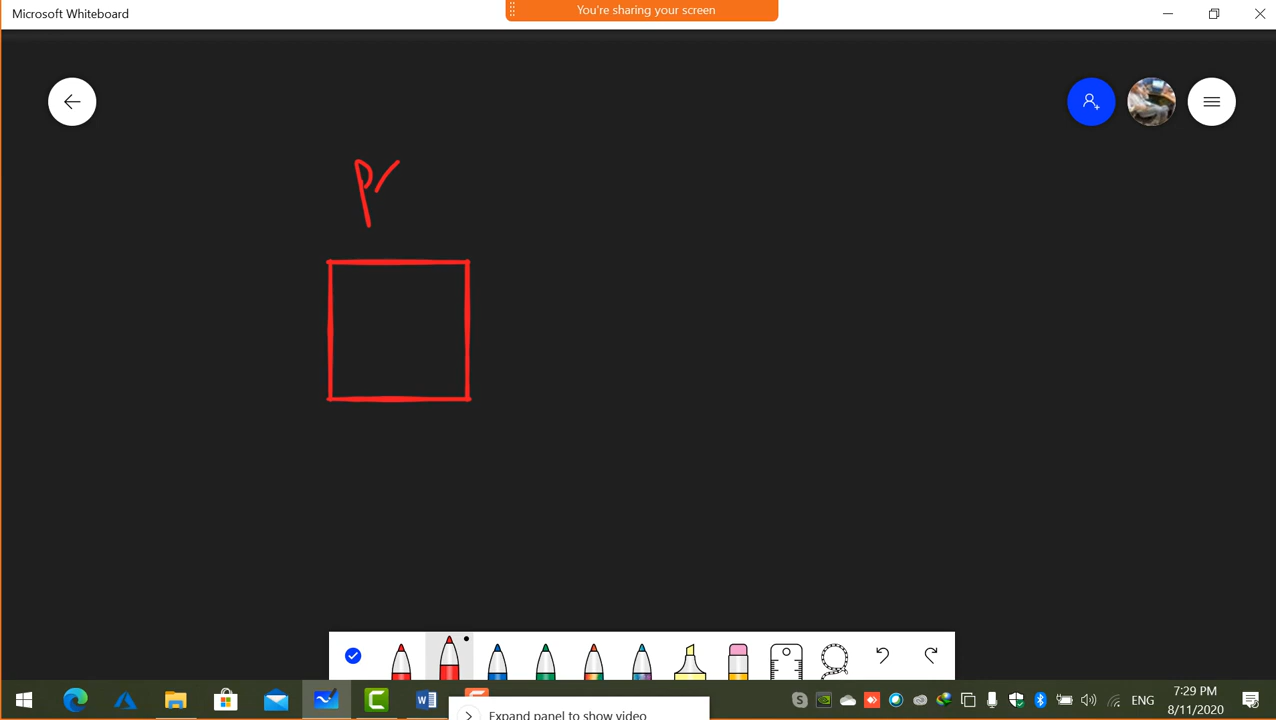 Microsoft Whiteboard
You're sharing your screen
pr
Expand panel to show video
ENG
7:29 PM
8/11/2020